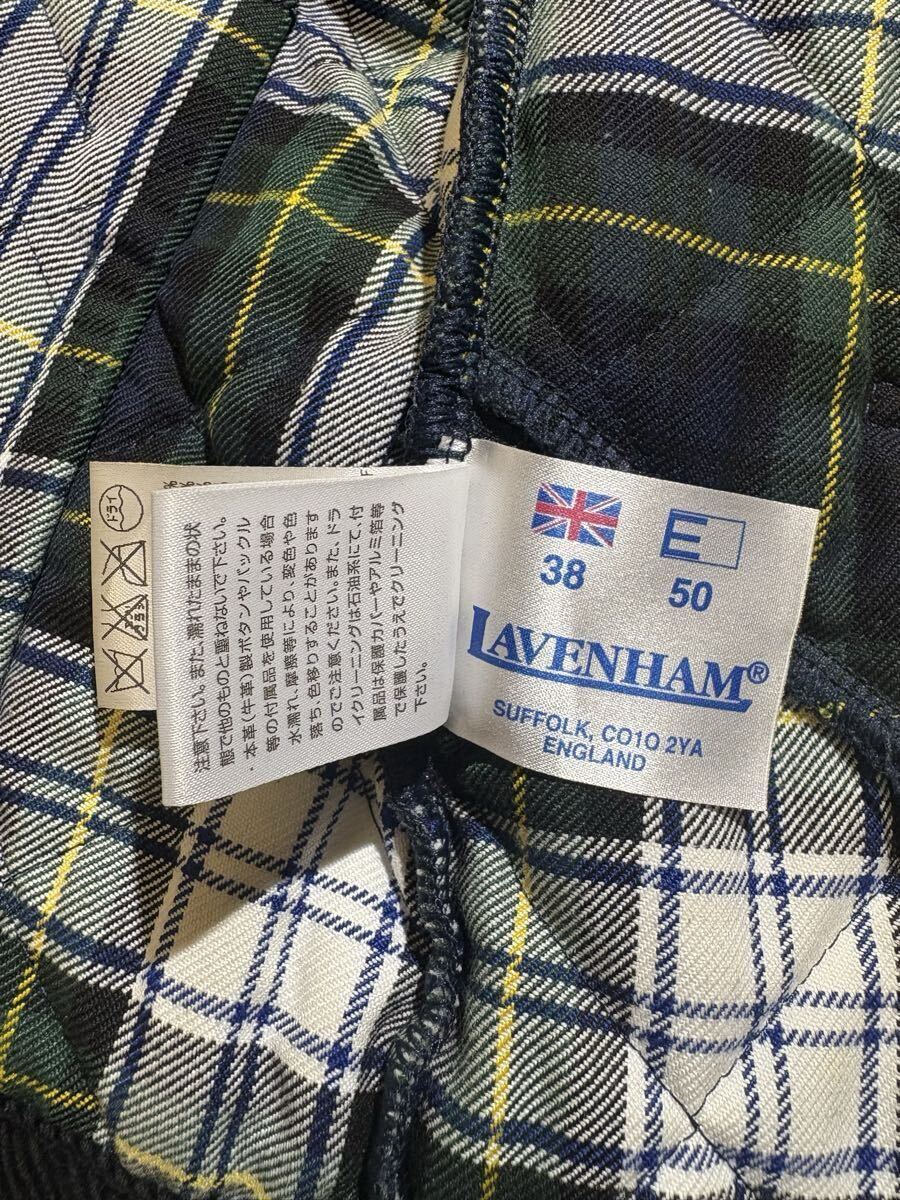 ドライ
注意下さい。また、濡れたままの状
態で他のものと重ねないで下さい。
・本革(牛革)製ボタンやバックル
等の付属品を使用している場合
水濡れ、摩擦等により、変色や色
落ち、色移りすることがあります
のでご注意ください。また、ドラ
イクリーニングは石油系にて、付
属品は保護カバーやアルミ箔等
で保護したうえでクリーニング
下さい。
38
E
50
LAVENHAM®
SUFFOLK, CO10 2YA
ENGLAND